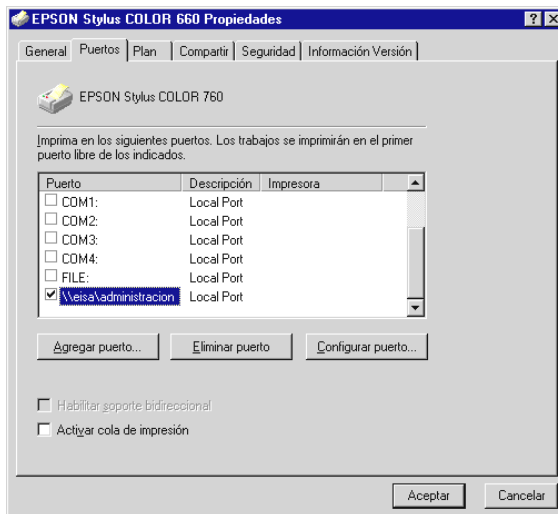 EPSON Stylus COLOR 660 Propiedades
General Puertos Plan Compartir Seguridad Información Versión
EPSON Stylus COLOR 760
Imprima en los siguientes puertos. Los trabajos se imprimirán en el primer
puerto libre de los indicados.
Puerto Descripción Impresora
COM1: Local Port
COM2: Local Port
COM3: Local Port
COM4: Local Port
FILE: Local Port
\\eisa\administracion Local Port
Agregar puerto... Eliminar puerto Configurar puerto...
Habilitar soporte bidireccional
Activar cola de impresión
Aceptar Cancelar